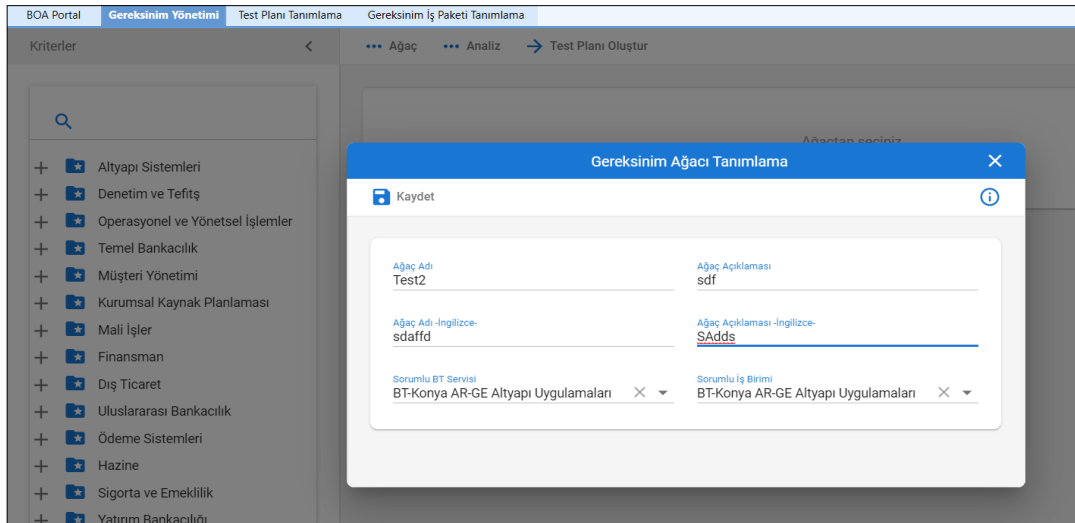 BOA Portal Gereksinim Yönetimi Test Planı Tanımlama Gereksinim İş Paketi Tanımlama
Kriterler
Ağaç Analiz Test Planı Oluştur
Ağaçtan seçiniz
Altyapı Sistemleri
Denetim ve Tefitş
Operasyonel ve Yönetsel İşlemler
Temel Bankacılık
Müşteri Yönetimi
Kurumsal Kaynak Planlaması
Mali İşler
Finansman
Dış Ticaret
Uluslararası Bankacılık
Ödeme Sistemleri
Hazine
Sigorta ve Emeklilik
Yatırım Bankacılığı
Gereksinim Ağacı Tanımlama
Kaydet
Ağaç Adı
Test2
Ağaç Açıklaması
sdf
Ağaç Adı -İngilizce-
sdaffd
Ağaç Açıklaması -İngilizce-
SAdds
Sorumlu BT Servisi
BT-Konya AR-GE Altyapı Uygulamaları
Sorumlu İş Birimi
BT-Konya AR-GE Altyapı Uygulamaları